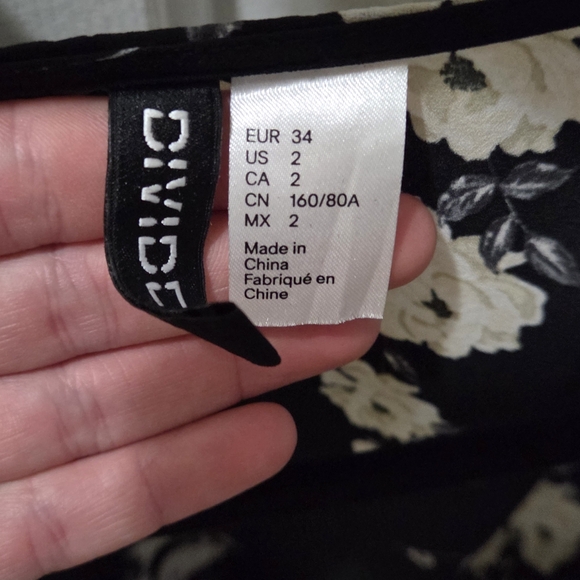 DIVIDE
EUR 34
US 2
CA 2
CN 160/80A
MX 2
Made in
China
Fabriqué en
Chine